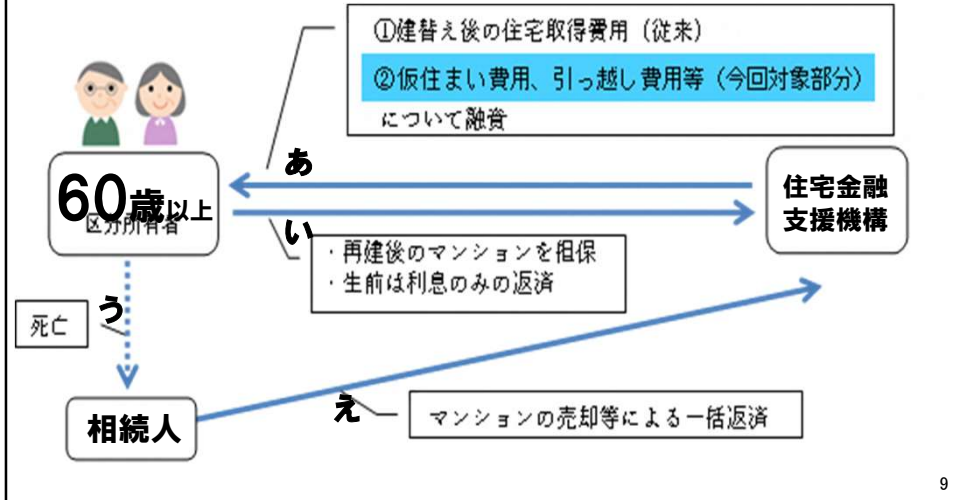 ①建替え後の住宅取得費用（従来）
②仮住まい費用、引っ越し費用等（今回対象部分）
について融資
あ
60歳以上
区分所有者
住宅金融
支援機構
い
・再建後のマンションを担保
・生前は利息のみの返済
う
死亡
相続人
え
マンションの売却等による一括返済
9